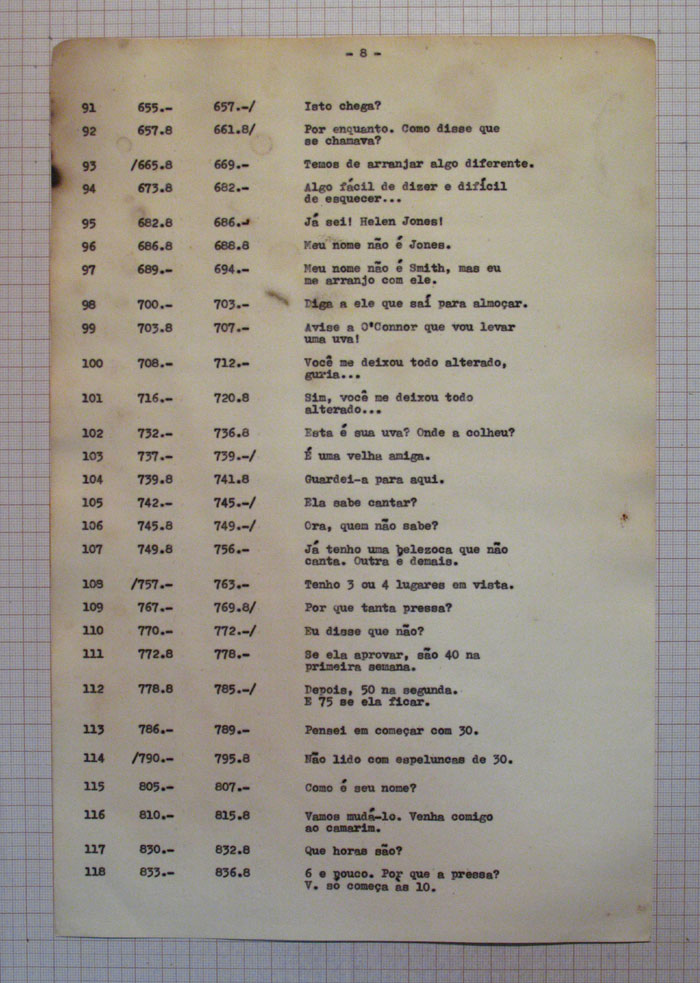 - 8 -
91 655.- 657.-/ Isto chega?
92 657.8 661.8/ Por enquanto. Como disse que
se chamava?
93 /665.8 669.- Temos de arranjar algo diferente.
94 673.8 682.- Algo fácil de dizer e difícil
de esquecer...
95 682.8 686.- Já sei! Helen Jones!
96 686.8 688.8 Meu nome não é Jones.
97 689.- 694.- Meu nome não é Smith, mas eu
me arranjo com ele.
98 700.- 703.- Diga a ele que saí para almoçar.
99 703.8 707.- Avise a O'Connor que vou levar
uma uva!
100 708.- 712.- Você me deixou todo alterado,
guria...
101 716.- 720.8 Sim, você me deixou todo
alterado...
102 732.- 736.8 Esta é sua uva? Onde a colheu?
103 737.- 739.-/ É uma velha amiga.
104 739.8 741.8 Guardei-a para aqui.
105 742.- 745.-/ Ela sabe cantar?
106 745.8 749.-/ Ora, quem não sabe?
107 749.8 756.- Já tenho uma belezoca que não
canta. Outra é demais.
108 /757.- 763.- Tenho 3 ou 4 lugares em vista.
109 767.- 769.8/ Por que tanta pressa?
110 770.- 772.-/ Eu disse que não?
111 772.8 778.- Se ela aprovar, são 40 na
primeira semana.
112 778.8 785.-/ Depois, 50 na segunda.
E 75 se ela ficar.
113 786.- 789.- Pensei em começar com 30.
114 /790.- 795.8 Não lido com espeluncas de 30.
115 805.- 807.- Como é seu nome?
116 810.- 815.8 Vamos mudá-lo. Venha comigo
ao camarim.
117 830.- 832.8 Que horas são?
118 833.- 836.8 6 e pouco. Por que a pressa?
V. só começa as 10.